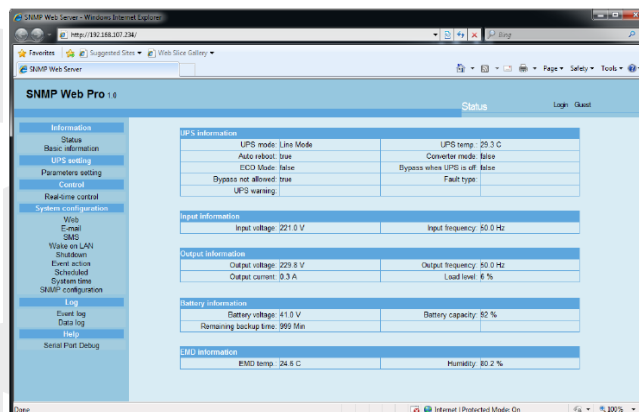 SNMP Web Server - Windows Internet Explorer
http://192.168.107.234/
Bing
Favorites Suggested Sites Web Slice Gallery
SNMP Web Server
Page Safety Tools
SNMP Web Pro 1.0
Status Login Guest
Information
Status
Basic information
UPS setting
Parameters setting
Control
Real-time control
System configuration
Web
E-mail
SMS
Wake on LAN
Shutdown
Event action
Scheduled
System time
SNMP configuration
Log
Event log
Data log
Help
Serial Port Debug
UPS information
UPS mode: Line Mode UPS temp.: 29.3 C
Auto reboot: true Converter mode: false
ECO Mode: false Bypass when UPS is off: false
Bypass not allowed: true Fault type:
UPS warning:
Input information
Input voltage: 221.0 V Input frequency: 50.0 Hz
Output information
Output voltage: 229.8 V Output frequency: 50.0 Hz
Output current: 0.3 A Load level: 6 %
Battery information
Battery voltage: 41.0 V Battery capacity: 92 %
Remaining backup time: 999 Min
EMD information
EMD temp.: 24.6 C Humidity: 80.2 %
Done Internet | Protected Mode: On 100%